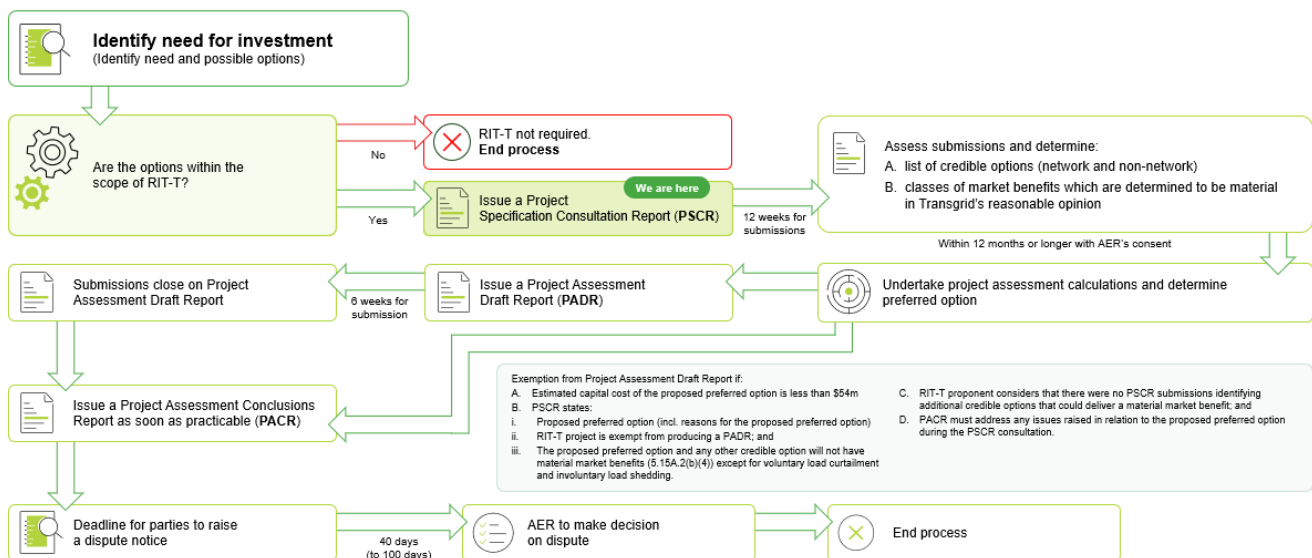 Identify need for investment
(Identify need and possible options)
Are the options within the
scope of RIT-T?
No
Yes
RIT-T not required.
End process
We are here
Issue a Project
Specification Consultation Report (PSCR)
12 weeks for
submissions
Assess submissions and determine:
A. list of credible options (network and non-network)
B. classes of market benefits which are determined to be material
in Transgrid's reasonable opinion
Within 12 months or longer with AER's consent
Undertake project assessment calculations and determine
preferred option
Issue a Project Assessment
Draft Report (PADR)
6 weeks for
submission
Submissions close on Project
Assessment Draft Report
Issue a Project Assessment Conclusions
Report as soon as practicable (PACR)
Exemption from Project Assessment Draft Report if:
A. Estimated capital cost of the proposed preferred option is less than $54m
B. PSCR states:
i. Proposed preferred option (incl. reasons for the proposed preferred option)
ii. RIT-T project is exempt from producing a PADR; and
iii. The proposed preferred option and any other credible option will not have
material market benefits (5.15A.2(b)(4)) except for voluntary load curtailment
and involuntary load shedding.
C. RIT-T proponent considers that there were no PSCR submissions identifying
additional credible options that could deliver a material market benefit; and
D. PACR must address any issues raised in relation to the proposed preferred option
during the PSCR consultation.
Deadline for parties to raise
a dispute notice
40 days
(to 100 days)
AER to make decision
on dispute
End process